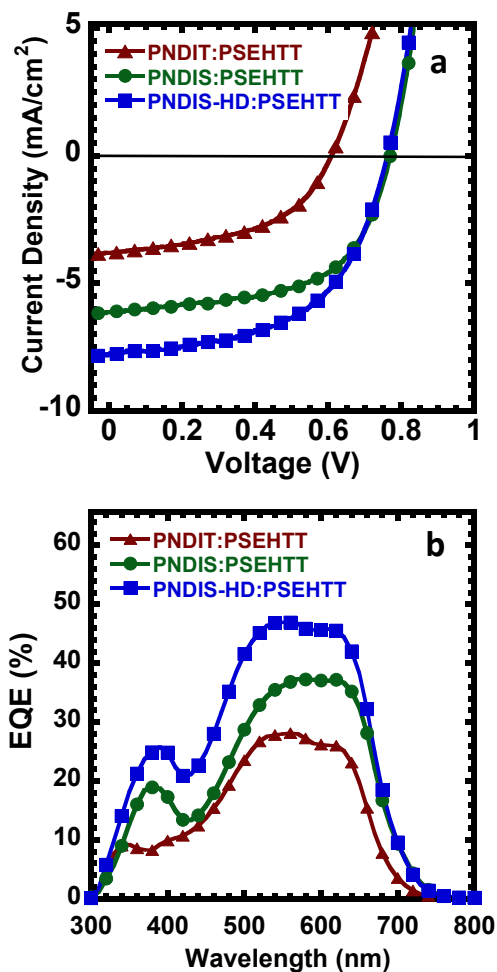 5
a
PNDIT:PSEHTT
PNDIS:PSEHTT
PNDIS-HD:PSEHTT
0
-5
-10
Current Density (mA/cm²)
0
0.2
0.4
0.6
0.8
1
Voltage (V)
b
PNDIT:PSEHTT
PNDIS:PSEHTT
PNDIS-HD:PSEHTT
60
50
40
30
20
10
0
EQE (%)
300
400
500
600
700
800
Wavelength (nm)